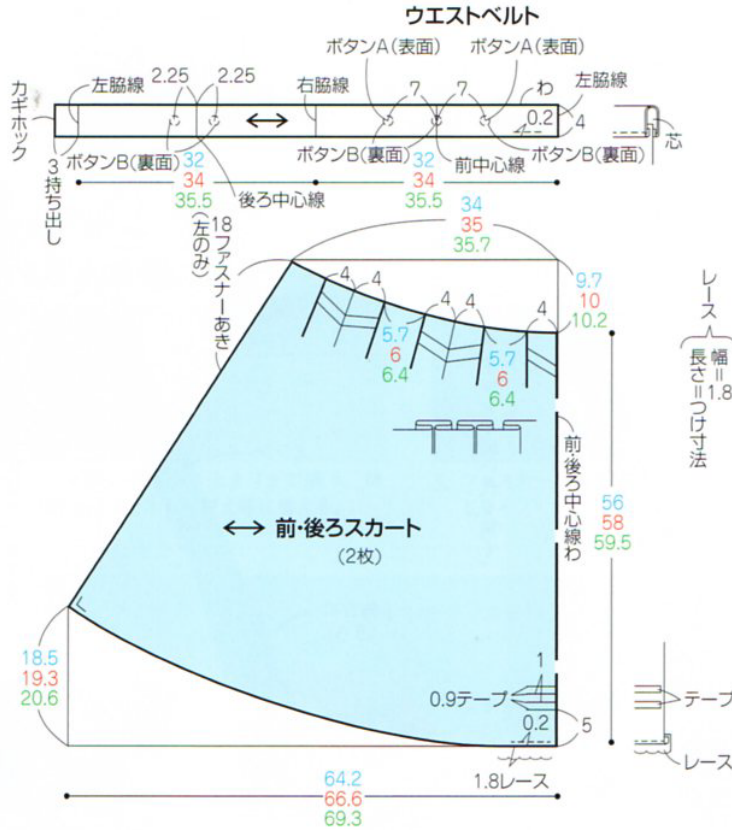 ウエストベルト
ボタンA(表面)
ボタンA(表面)
カギホック
左脇線
2.25
2.25
右脇線
7
7
わ
左脇線
0.2
4
芯
3持ち出し
ボタンB(裏面)
ボタンB(裏面)
前中心線
ボタンB(裏面)
32
34
35.5
後ろ中心線
32
34
35.5
18ファスナーあき
(左のみ)
34
35
35.7
9.7
10
10.2
4
4
4
4
4
5.7
6
6.4
5.7
6
6.4
レース
幅=1.8
長さ=つけ寸法
前・後ろ中心線わ
56
58
59.5
前・後ろスカート
(2枚)
18.5
19.3
20.6
1
0.9テープ
0.2
5
1.8レース
テープ
レース
64.2
66.6
69.3